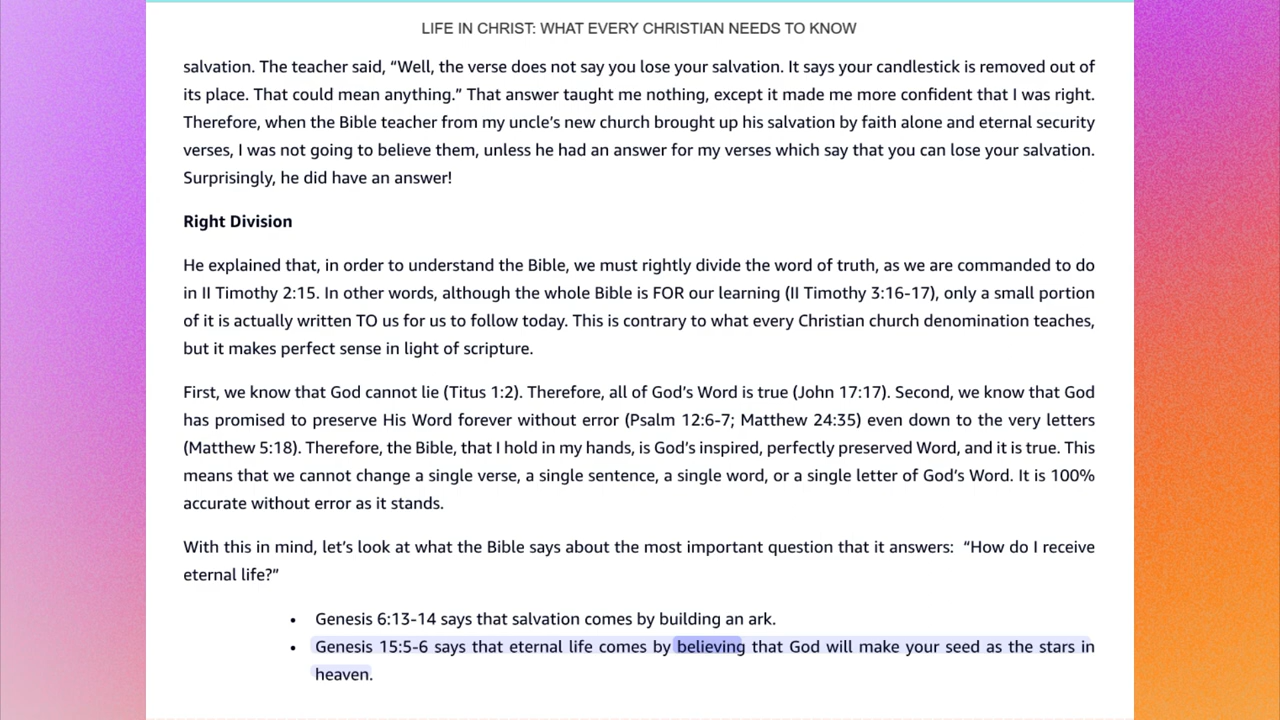 LIFE IN CHRIST: WHAT EVERY CHRISTIAN NEEDS TO KNOW
salvation. The teacher said, “Well, the verse does not say you lose your salvation. It says your candlestick is removed out of
its place. That could mean anything.” That answer taught me nothing, except it made me more confident that I was right.
Therefore, when the Bible teacher from my uncle’s new church brought up his salvation by faith alone and eternal security
verses, I was not going to believe them, unless he had an answer for my verses which say that you can lose your salvation.
Surprisingly, he did have an answer!
Right Division
He explained that, in order to understand the Bible, we must rightly divide the word of truth, as we are commanded to do
in II Timothy 2:15. In other words, although the whole Bible is FOR our learning (II Timothy 3:16-17), only a small portion
of it is actually written TO us for us to follow today. This is contrary to what every Christian church denomination teaches,
but it makes perfect sense in light of scripture.
First, we know that God cannot lie (Titus 1:2). Therefore, all of God’s Word is true (John 17:17). Second, we know that God
has promised to preserve His Word forever without error (Psalm 12:6-7; Matthew 24:35) even down to the very letters
(Matthew 5:18). Therefore, the Bible, that I hold in my hands, is God’s inspired, perfectly preserved Word, and it is true. This
means that we cannot change a single verse, a single sentence, a single word, or a single letter of God’s Word. It is 100%
accurate without error as it stands.
With this in mind, let’s look at what the Bible says about the most important question that it answers: “How do I receive
eternal life?”
• Genesis 6:13-14 says that salvation comes by building an ark.
• Genesis 15:5-6 says that eternal life comes by believing that God will make your seed as the stars in
heaven.